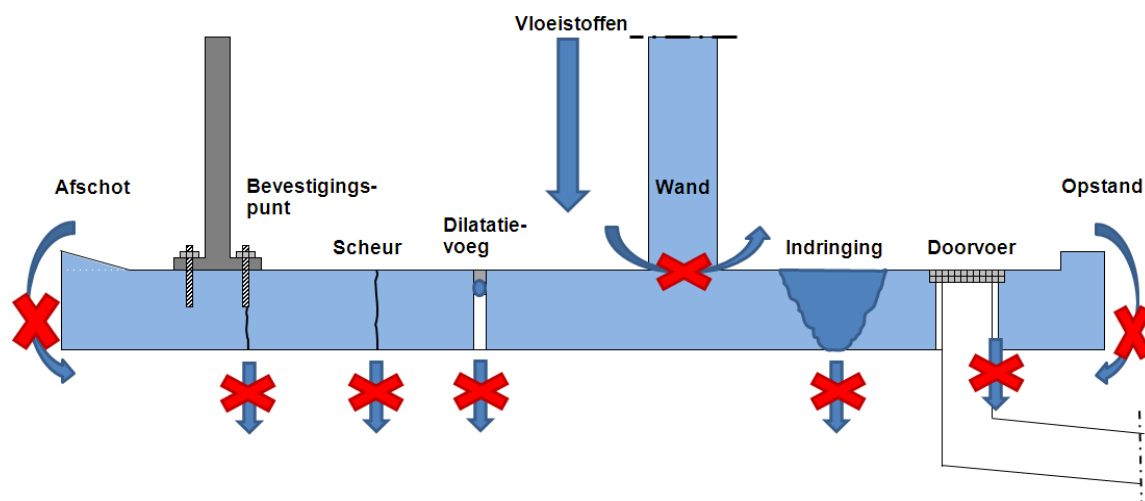 Vloeistoffen
Afschot
Bevestigings-
punt
Scheur
Dilatatie-
voeg
Wand
Indringing
Doorvoer
Opstand